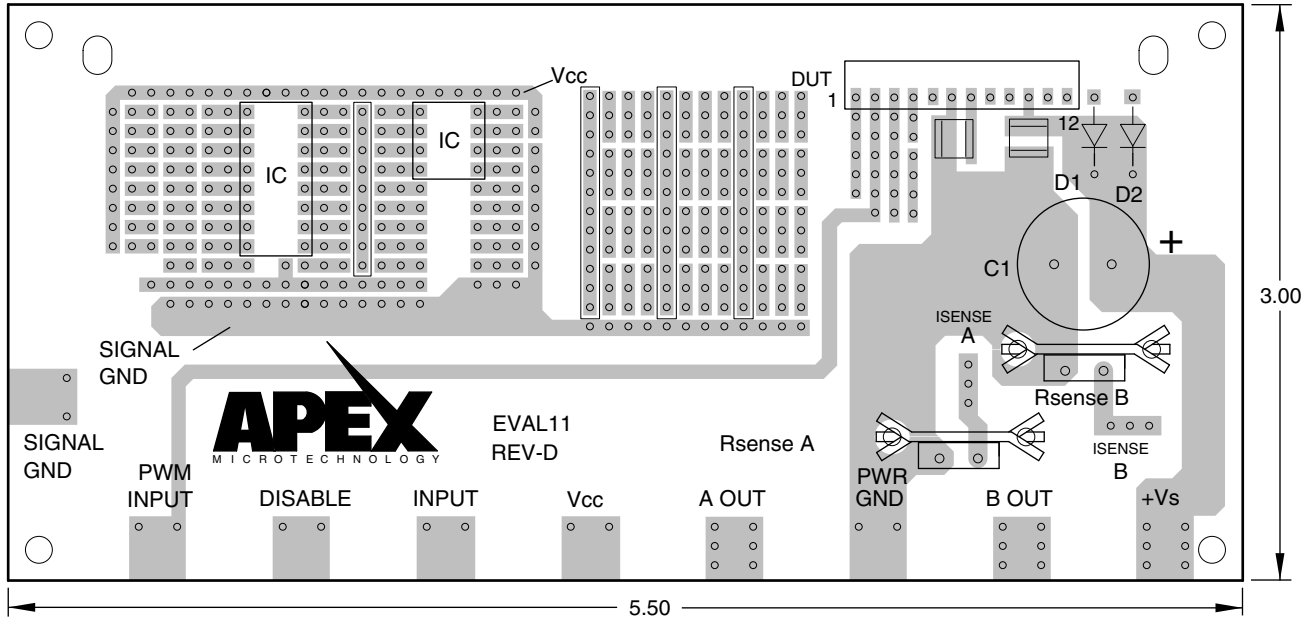 Vcc
DUT
1
12
IC
IC
D1
D2
+
C1
3.00
ISENSE
A
SIGNAL
GND
Rsense B
APEX
MICROTECHNOLOGY
EVAL11
REV-D
Rsense A
SIGNAL
GND
ISENSE
B
PWM
INPUT
DISABLE
INPUT
Vcc
A OUT
PWR
GND
B OUT
+Vs
5.50